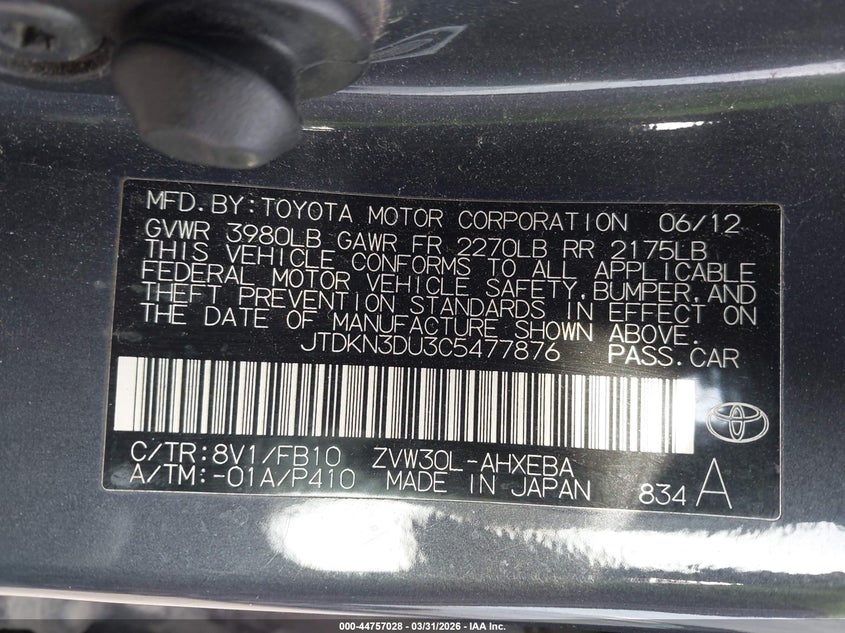 MFD.BY:TOYOTA MOTOR CORPORATION 06/12
GVWR 3980LB GAWR FR 2270LB RR 2175LB
THIS VEHICLE CONFORMS TO ALL APPLICABLE
FEDERAL MOTOR VEHICLE SAFETY,BUMPER,AND
THEFT PREVENTION STANDARDS IN EFFECT ON
THE DATE OF MANUFACTURE SHOWN ABOVE.
JTDKN3DU3C5477876 PASS.CAR
C/TR:8V1/FB10 ZVW30L-AHXEBA
A/TM:-01A/P410 MADE IN JAPAN 834 A
000-44757028 - 03/31/2026 - IAA Inc.